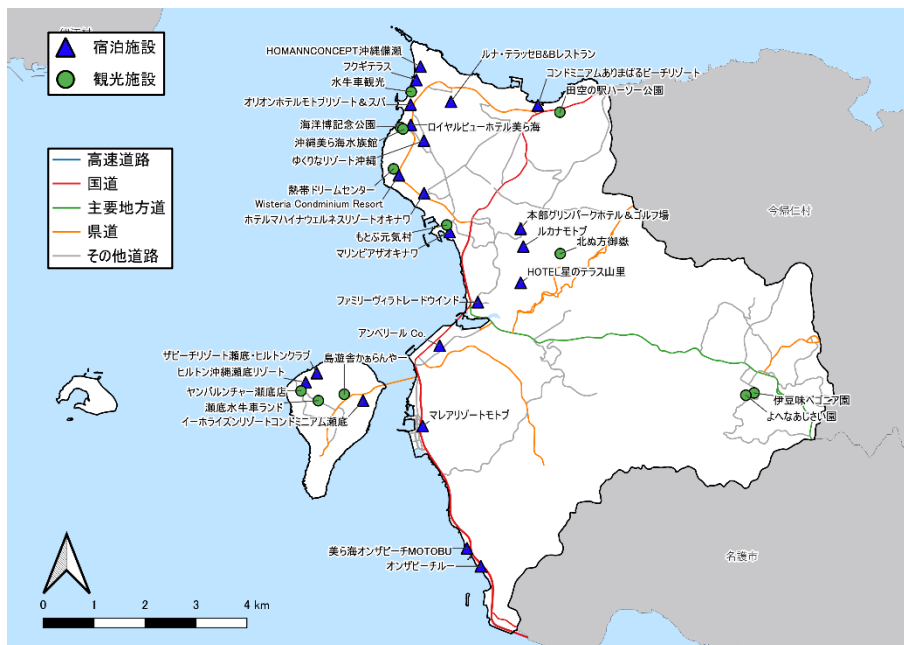 伊江村
宿泊施設
観光施設
高速道路
国道
主要地方道
県道
その他道路
HOMANNCONCEPT沖縄備瀬
フクギテラス
水牛車観光
オリオンホテルモトブリゾート&スパ
海洋博記念公園
沖縄美ら海水族館
ゆくりなリゾート沖縄
熱帯ドリームセンター
Wisteria Condminium Resort
ホテルマハイナウェルネスリゾートオキナワ
もとぶ元気村
マリンピアザオキナワ
ルナ・テラッセB&Bレストラン
コンドミニアムありまばるビーチリゾート
田空の駅ハーソー公園
ロイヤルビューホテル美ら海
今帰仁村
本部グリンパークホテル&ゴルフ場
ルカナモトブ
北ぬ方御嶽
HOTEL星のテラス山里
ファミリーヴィラトレードウインド
アンベリール Co.
ザビーチリゾート瀬底・ヒルトンクラブ
島遊舎かぁらんやー
ヒルトン沖縄瀬底リゾート
ヤンバルンチャー瀬底店
瀬底水牛車ランド
イーホライズンリゾートコンドミニアム瀬底
マレアリゾートモトブ
伊豆味ベゴニア園
よへなあじさい園
美ら海オンザビーチMOTOBU
オンザビーチルー
名護市
0 1 2 3 4 km